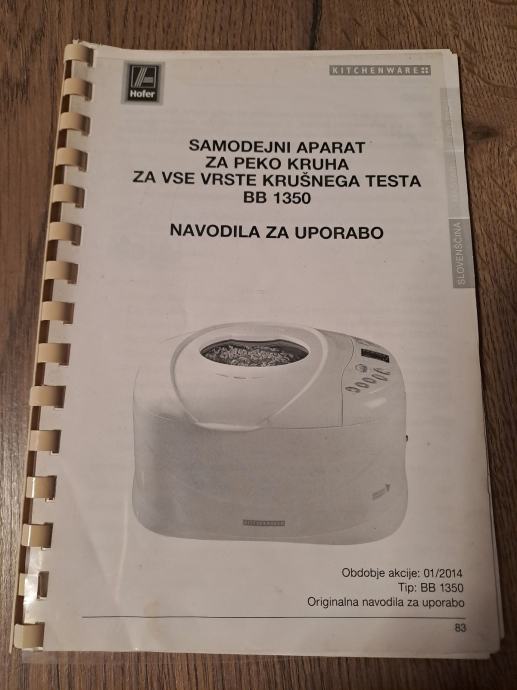 Hofer
KITCHENWARE
SAMODEJNI APARAT
ZA PEKO KRUHA
ZA VSE VRSTE KRUŠNEGA TESTA
BB 1350
NAVODILA ZA UPORABO
SLOVENŠČINA
KITCHENWARE
Obdobje akcije: 01/2014
Tip: BB 1350
Originalna navodila za uporabo
83